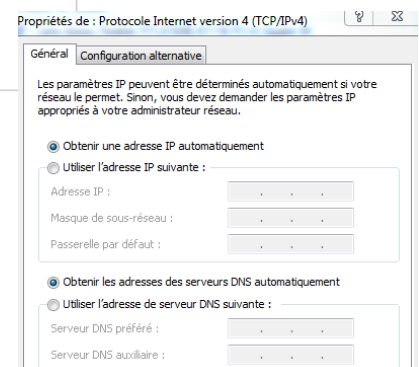 Propriétés de : Protocole Internet version 4 (TCP/IPv4)
Général
Configuration alternative
Les paramètres IP peuvent être déterminés automatiquement si votre
réseau le permet. Sinon, vous devez demander les paramètres IP
appropriés à votre administrateur réseau.
Obtenir une adresse IP automatiquement
Utiliser l'adresse IP suivante :
Adresse IP :
Masque de sous-réseau :
Passerelle par défaut :
Obtenir les adresses des serveurs DNS automatiquement
Utiliser l'adresse de serveur DNS suivante :
Serveur DNS préféré :
Serveur DNS auxiliaire :